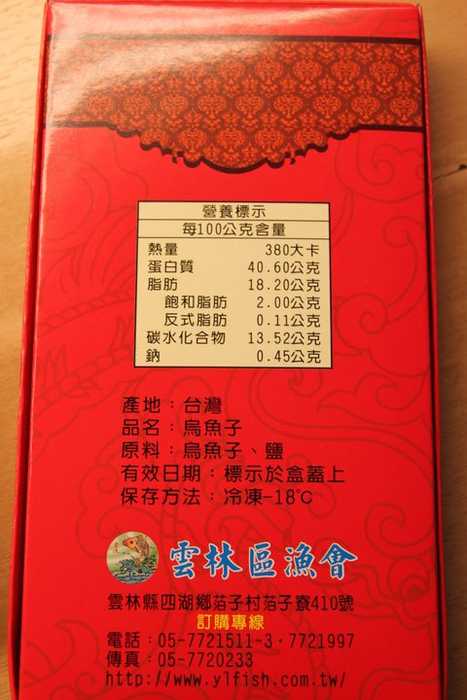 營養標示
每100公克含量
熱量 380大卡
蛋白質 40.60公克
脂肪 18.20公克
飽和脂肪 2.00公克
反式脂肪 0.11公克
碳水化合物 13.52公克
鈉 0.45公克
產地：台灣
品名：烏魚子
原料：烏魚子、鹽
有效日期：標示於盒蓋上
保存方法：冷凍-18℃
雲林區漁會
雲林縣四湖鄉萡子村萡子寮410號
訂購專線
電話：05-7721511~3・7721997
傳真：05-7720233
http://www.ylfish.com.tw/